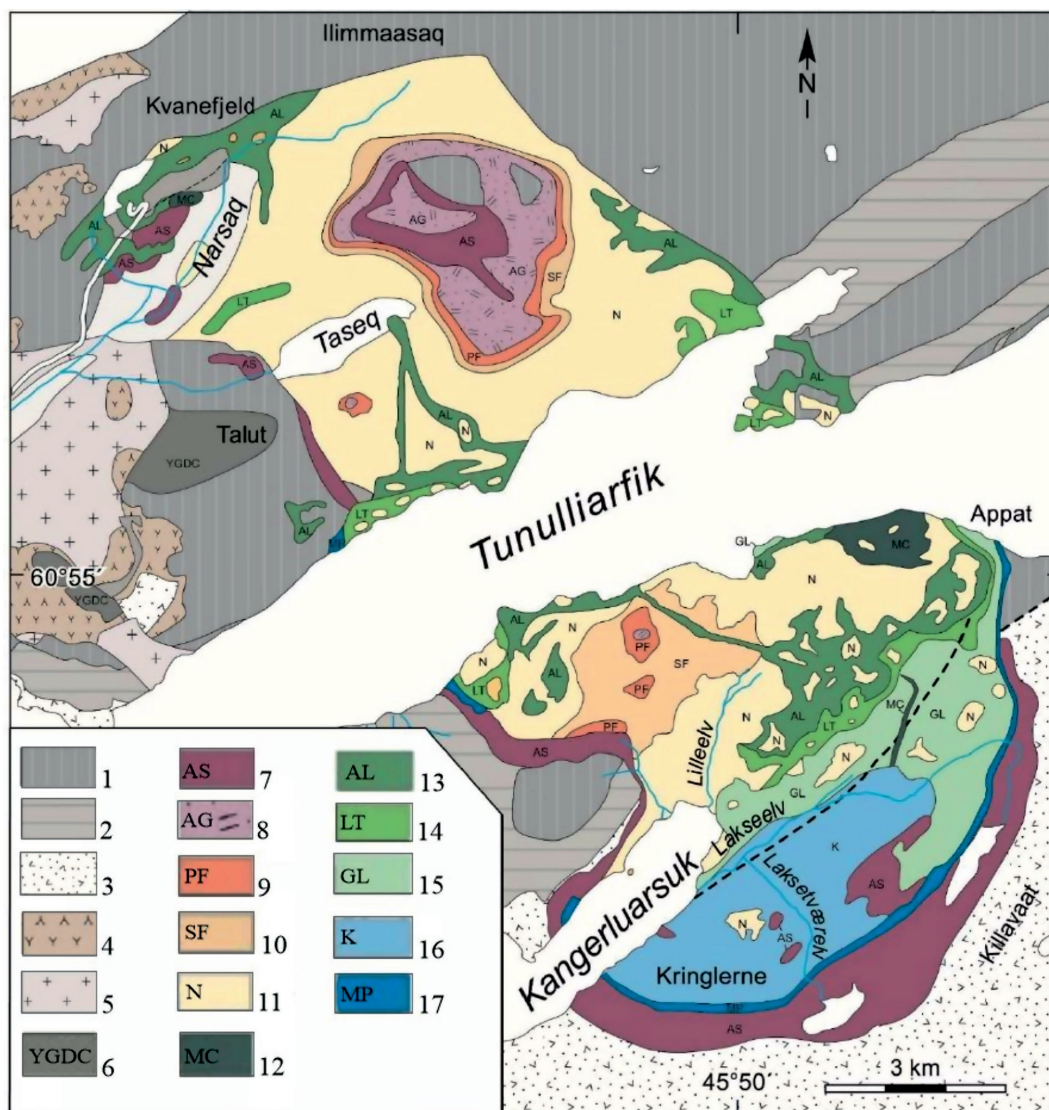 Ilimmaasaq
N
Kvanefjeld
AL
N
MC
AS
AL
AS
Narsaq
AG
AS
AG
SF
AL
LT
N
LT
Taseq
PF
AS
AL
N
N
AL
LT
N
Talut
YGDC
LT
AL
MP
Tunulliarfik
Appat
60°55´
YGDC
GL
AL
MC
N
AL
N
PF
SF
N
N
AL
PF
LT
N
N
MC
GL
N
AL
LT
N
PF
AS
Lilleelv
N
N
GL
Lakseelv
K
AS
Laksetværelv
Kangerluarsuk
N
AS
Killavaat
Kringlerne
MP
AS
45°50´
3 km
1
AS 7
AL 13
2
AG 8
LT 14
3
PF 9
GL 15
4
SF 10
K 16
5
N 11
MP 17
YGDC 6
MC 12